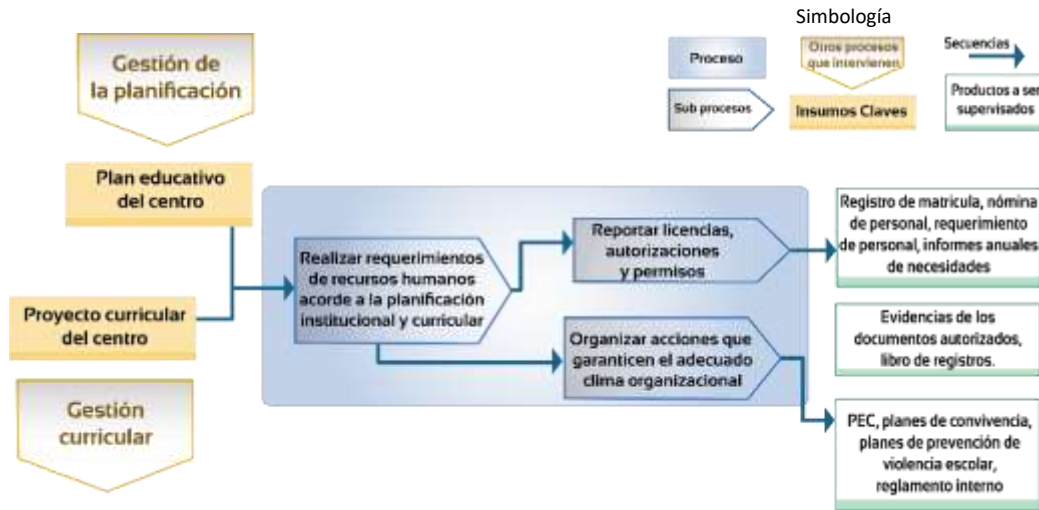 Simbología
Gestión de
la planificación
Proceso
Otros procesos
que intervienen
Secuencias
Sub procesos
Insumos Claves
Productos a ser
supervisados
Plan educativo
del centro
Proyecto curricular
del centro
Gestión
curricular
Realizar requerimientos
de recursos humanos
acorde a la planificación
institucional y curricular
Reportar licencias,
autorizaciones
y permisos
Organizar acciones que
garanticen el adecuado
clima organizacional
Registro de matricula, nómina
de personal, requerimiento
de personal, informes anuales
de necesidades
Evidencias de los
documentos autorizados,
libro de registros.
PEC, planes de convivencia,
planes de prevención de
violencia escolar,
reglamento interno